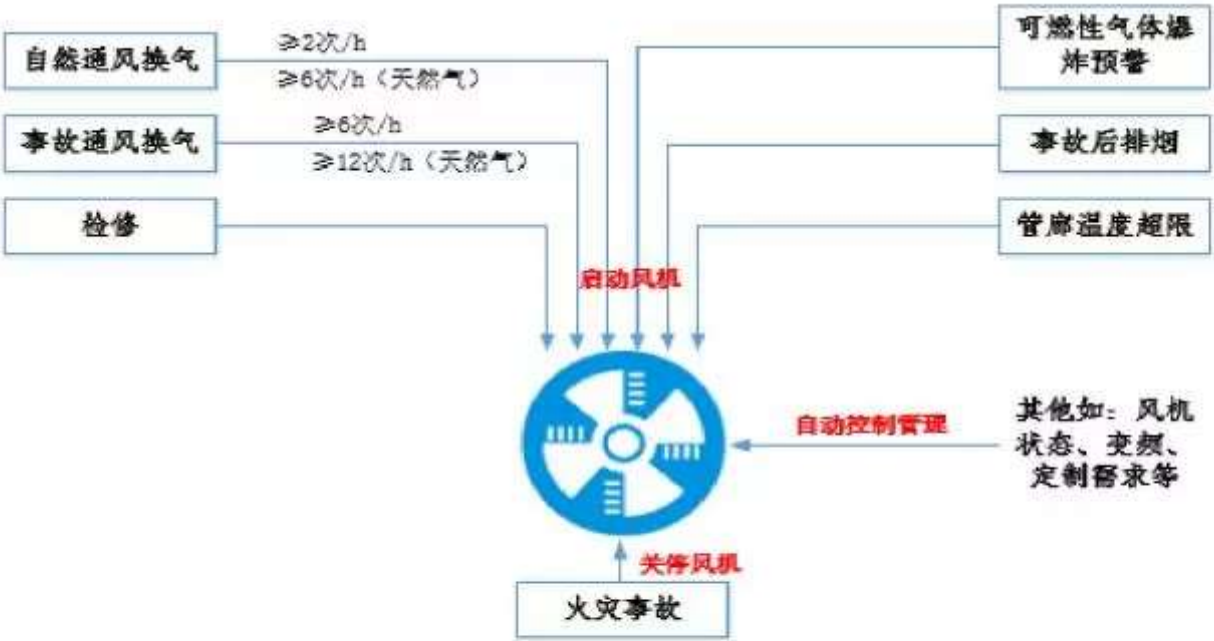 自然通风换气
≥2次/h
≥6次/h（天然气）
事故通风换气
≥6次/h
≥12次/h（天然气）
检修
可燃性气体爆
炸预警
事故后排烟
管廊温度超限
启动风机
自动控制管理
其他如：风机
状态、变频、
定制需求等
关停风机
火灾事故